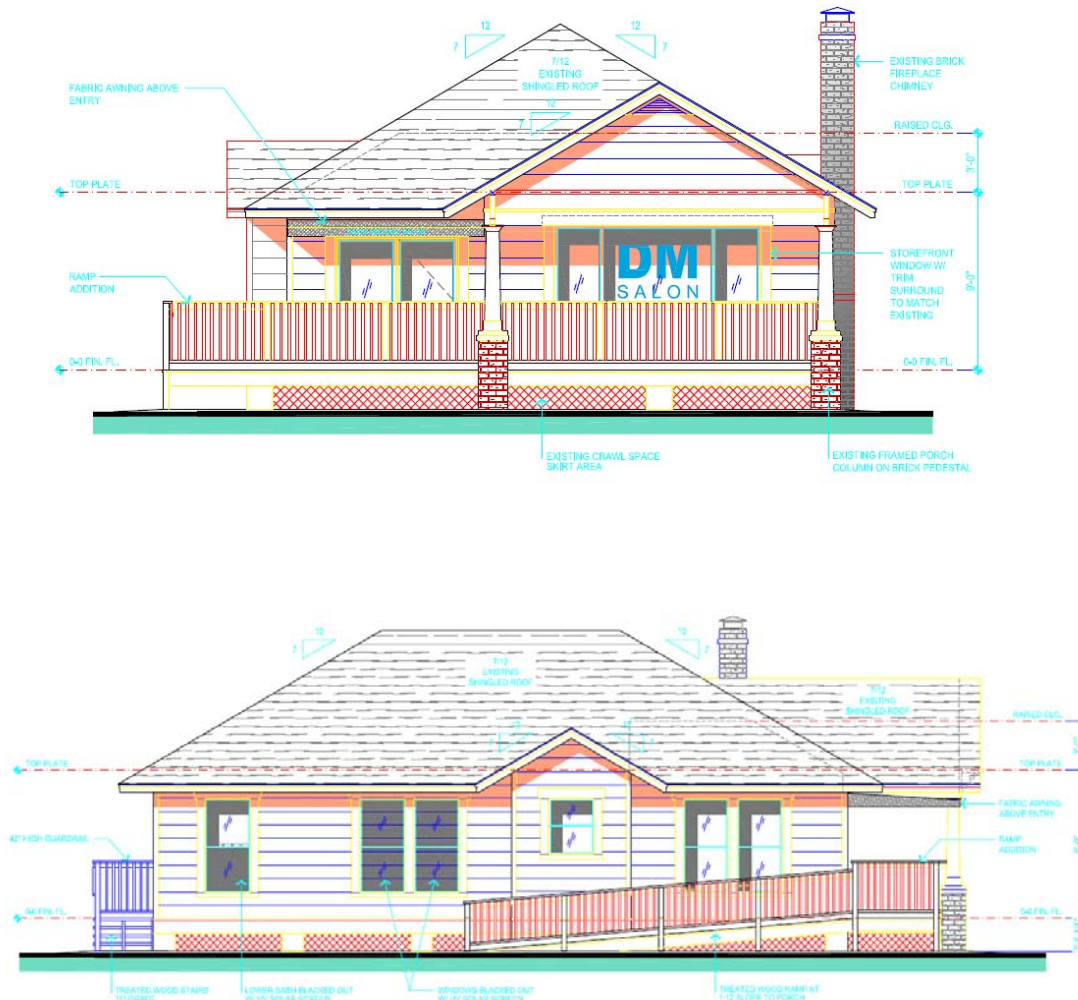 12
12
7
7
7/12
EXISTING
SHINGLED ROOF
EXISTING BRICK
FIREPLACE
CHIMNEY
FABRIC AWNING ABOVE
ENTRY
12
7
RAISED CLG.
3'-0"
TOP PLATE
TOP PLATE
DM
SALON
STOREFRONT
WINDOW W/
TRIM
SURROUND
TO MATCH
EXISTING
RAMP
ADDITION
9'-0"
0-0 FIN. FL.
0-0 FIN. FL.
EXISTING CRAWL SPACE
SKIRT AREA
EXISTING FRAMED PORCH
COLUMN ON BRICK PEDESTAL
12
12
7
7
7/12
EXISTING
SHINGLED ROOF
7/12
EXISTING
SHINGLED ROOF
RAISED CLG.
TOP PLATE
TOP PLATE
FABRIC AWNING
ABOVE ENTRY
42" HIGH GUARDRAIL
RAMP
ADDITION
0-0 FIN. FL.
0-0 FIN. FL.
TREATED WOOD STAIRS
LOWER SASH BLACKED OUT
WINDOWS BLACKED OUT
TREATED WOOD RAMP AT